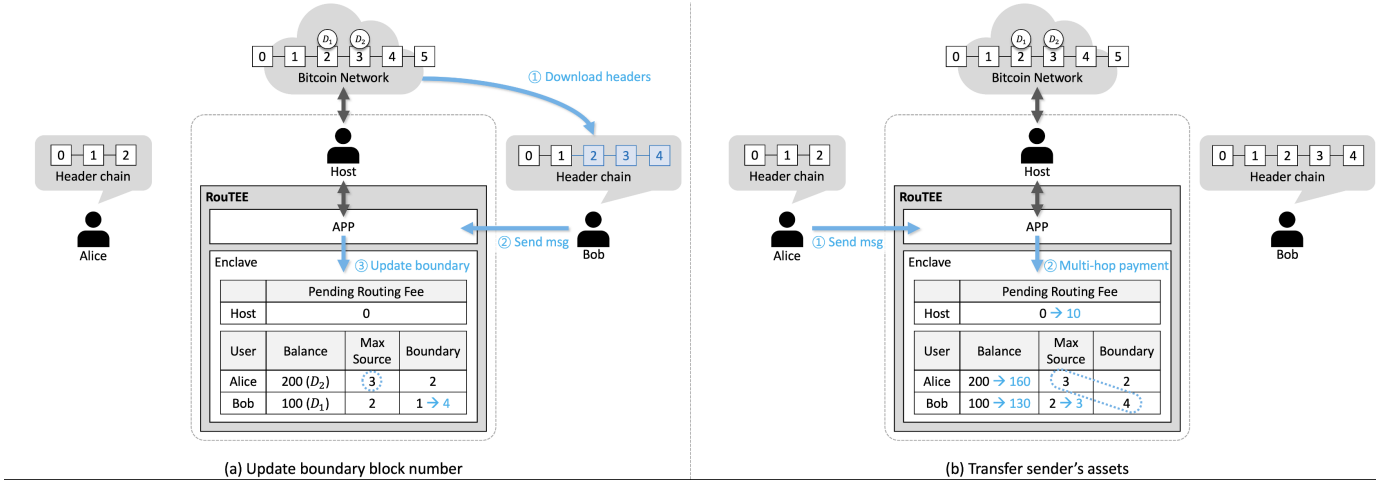 D₁ D₂
0 1 2 3 4 5
Bitcoin Network
① Download headers
0 1 2
Header chain
Alice
Host
0 1 2 3 4
Header chain
Bob
RouTEE
APP
② Send msg
③ Update boundary
Enclave
Pending Routing Fee
Host 0
User Balance Max Source Boundary
Alice 200 (D₂) 3 2
Bob 100 (D₁) 2 1 → 4
(a) Update boundary block number
D₁ D₂
0 1 2 3 4 5
Bitcoin Network
0 1 2
Header chain
Alice
Host
0 1 2 3 4
Header chain
Bob
RouTEE
APP
① Send msg
② Multi-hop payment
Enclave
Pending Routing Fee
Host 0 → 10
User Balance Max Source Boundary
Alice 200 → 160 3 2
Bob 100 → 130 2 → 3 4
(b) Transfer sender's assets